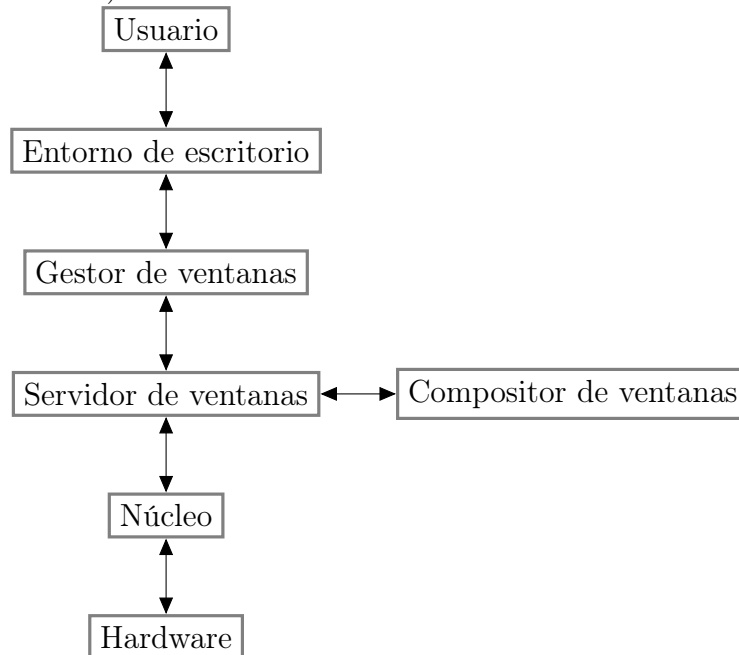 Usuario
Entorno de escritorio
Gestor de ventanas
Servidor de ventanas
Compositor de ventanas
Núcleo
Hardware